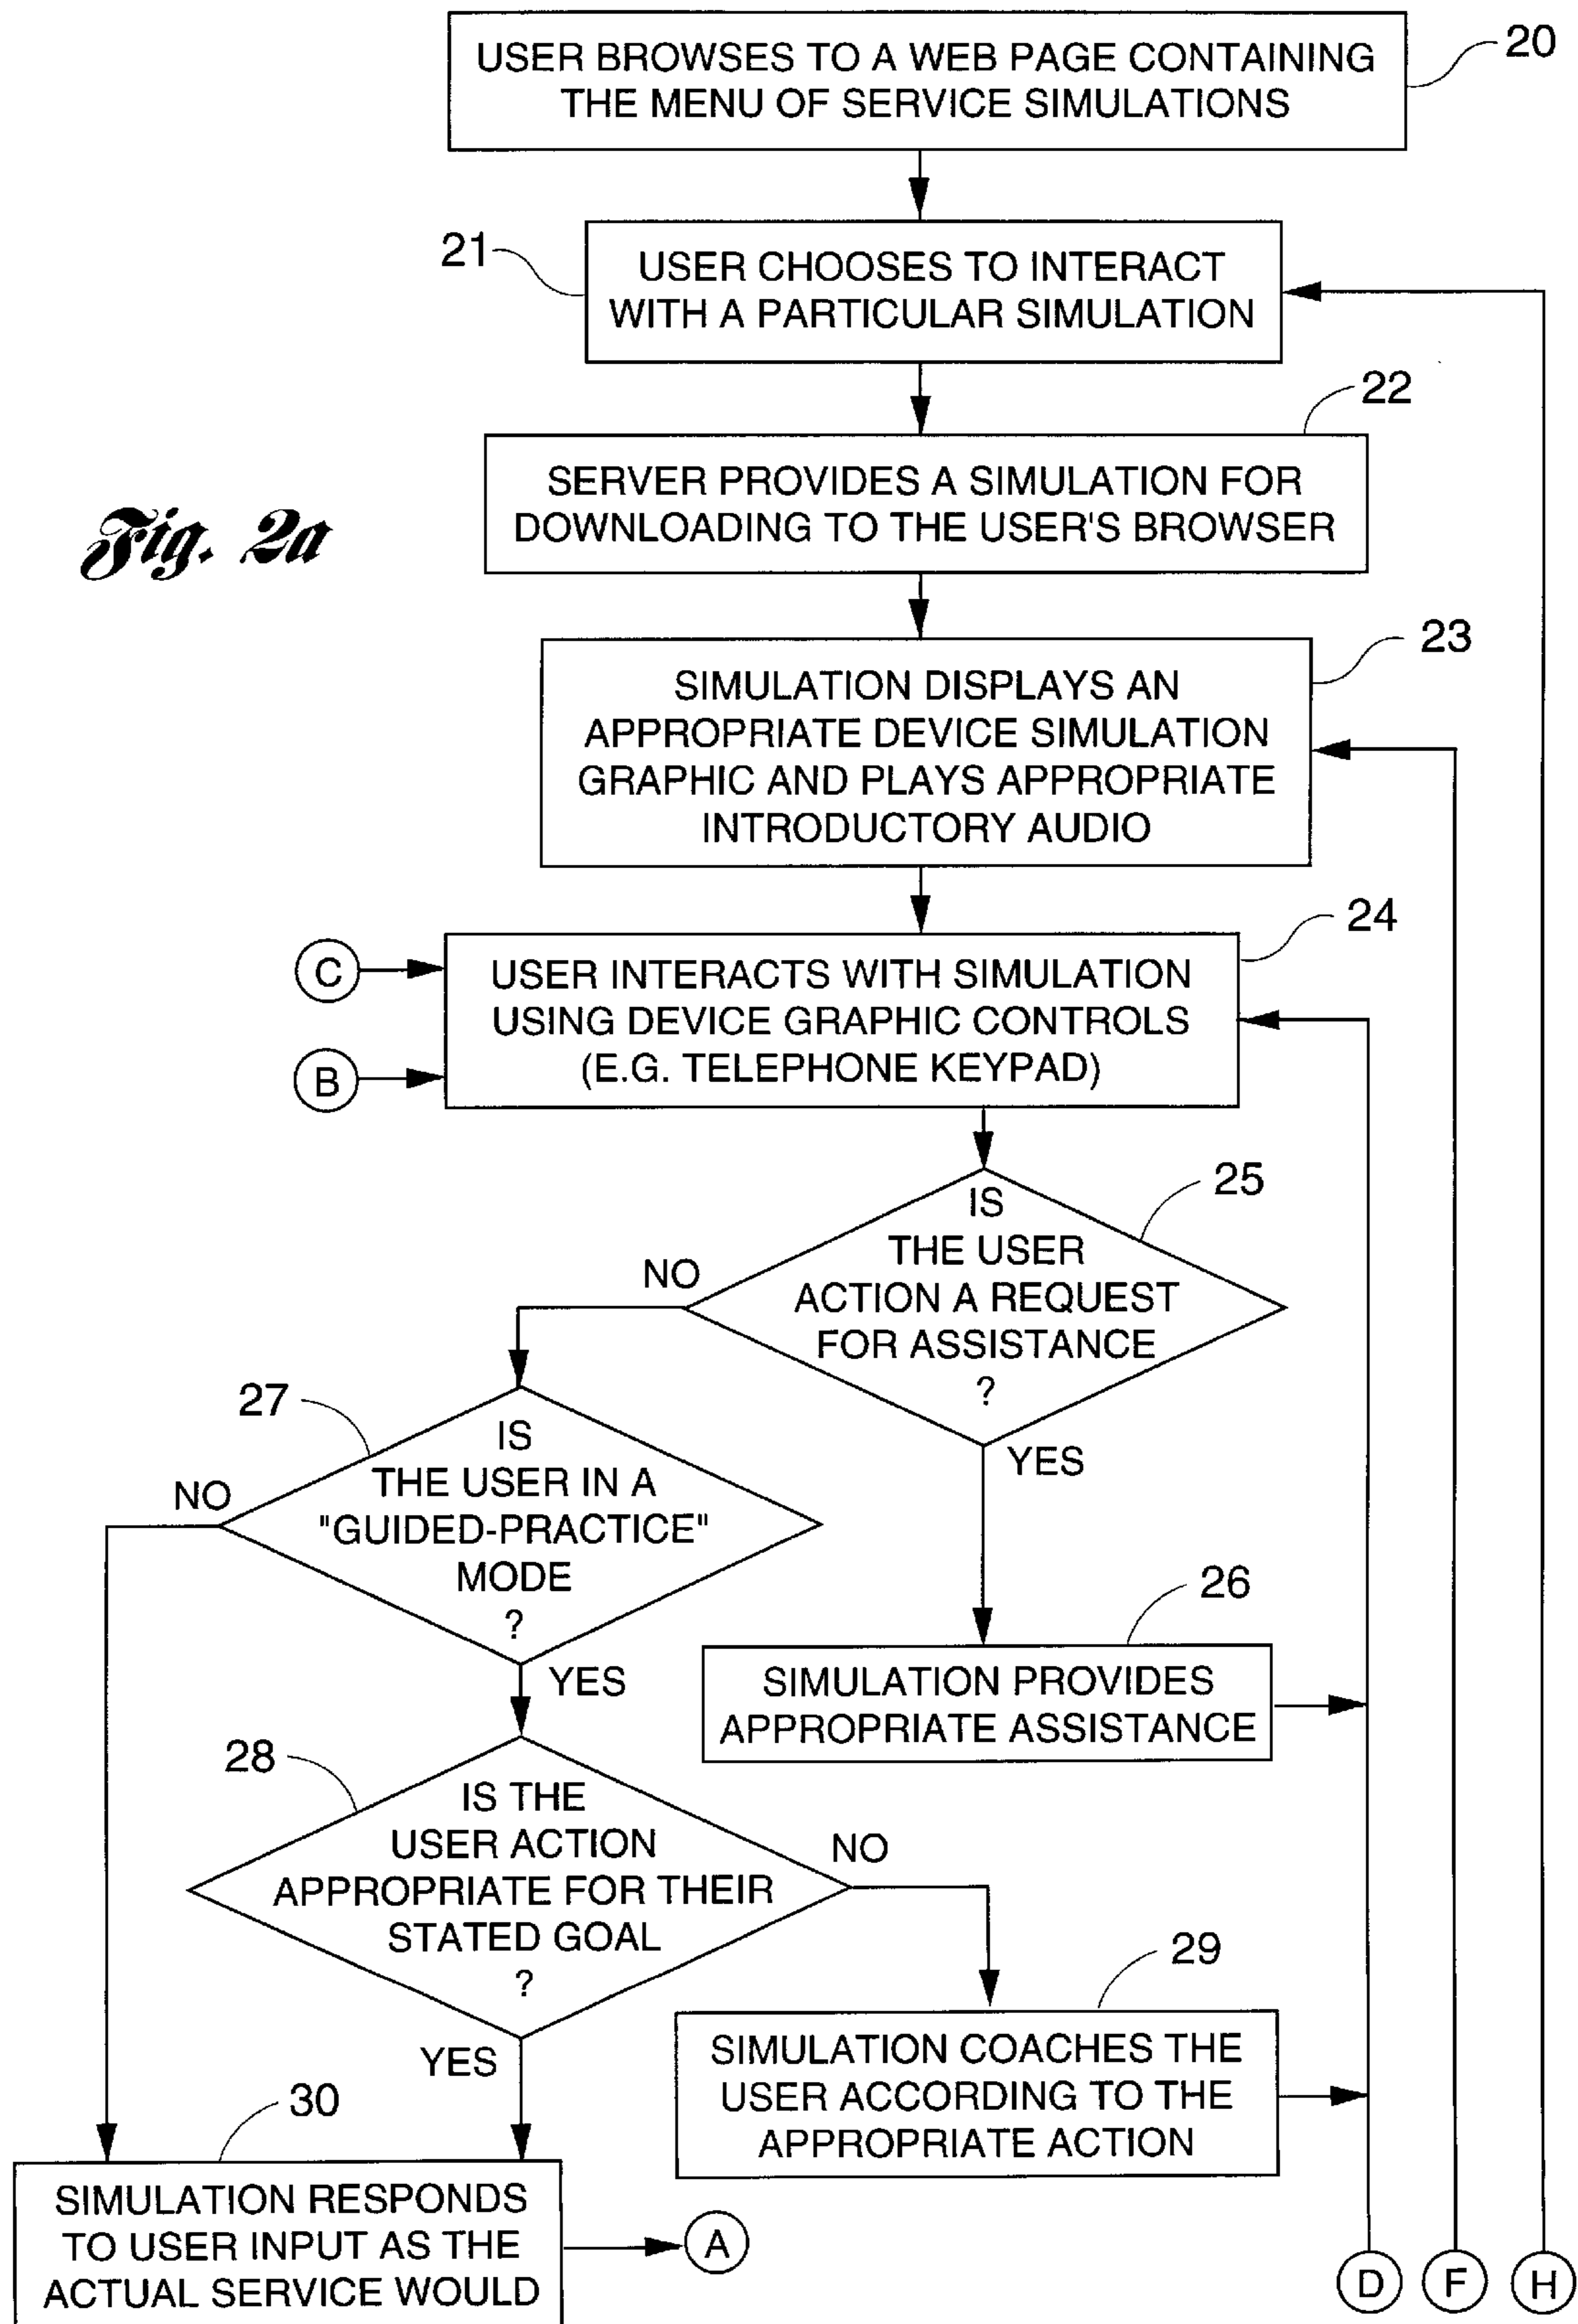 USER BROWSES TO A WEB PAGE CONTAINING
THE MENU OF SERVICE SIMULATIONS
20
21
USER CHOOSES TO INTERACT
WITH A PARTICULAR SIMULATION
22
SERVER PROVIDES A SIMULATION FOR
DOWNLOADING TO THE USER'S BROWSER
Fig. 2a
23
SIMULATION DISPLAYS AN
APPROPRIATE DEVICE SIMULATION
GRAPHIC AND PLAYS APPROPRIATE
INTRODUCTORY AUDIO
24
C
B
USER INTERACTS WITH SIMULATION
USING DEVICE GRAPHIC CONTROLS
(E.G. TELEPHONE KEYPAD)
25
IS
THE USER
ACTION A REQUEST
FOR ASSISTANCE
?
NO
YES
27
IS
THE USER IN A
"GUIDED-PRACTICE"
MODE
?
NO
YES
26
SIMULATION PROVIDES
APPROPRIATE ASSISTANCE
28
IS THE
USER ACTION
APPROPRIATE FOR THEIR
STATED GOAL
?
NO
YES
29
SIMULATION COACHES THE
USER ACCORDING TO THE
APPROPRIATE ACTION
30
SIMULATION RESPONDS
TO USER INPUT AS THE
ACTUAL SERVICE WOULD
A
D
F
H